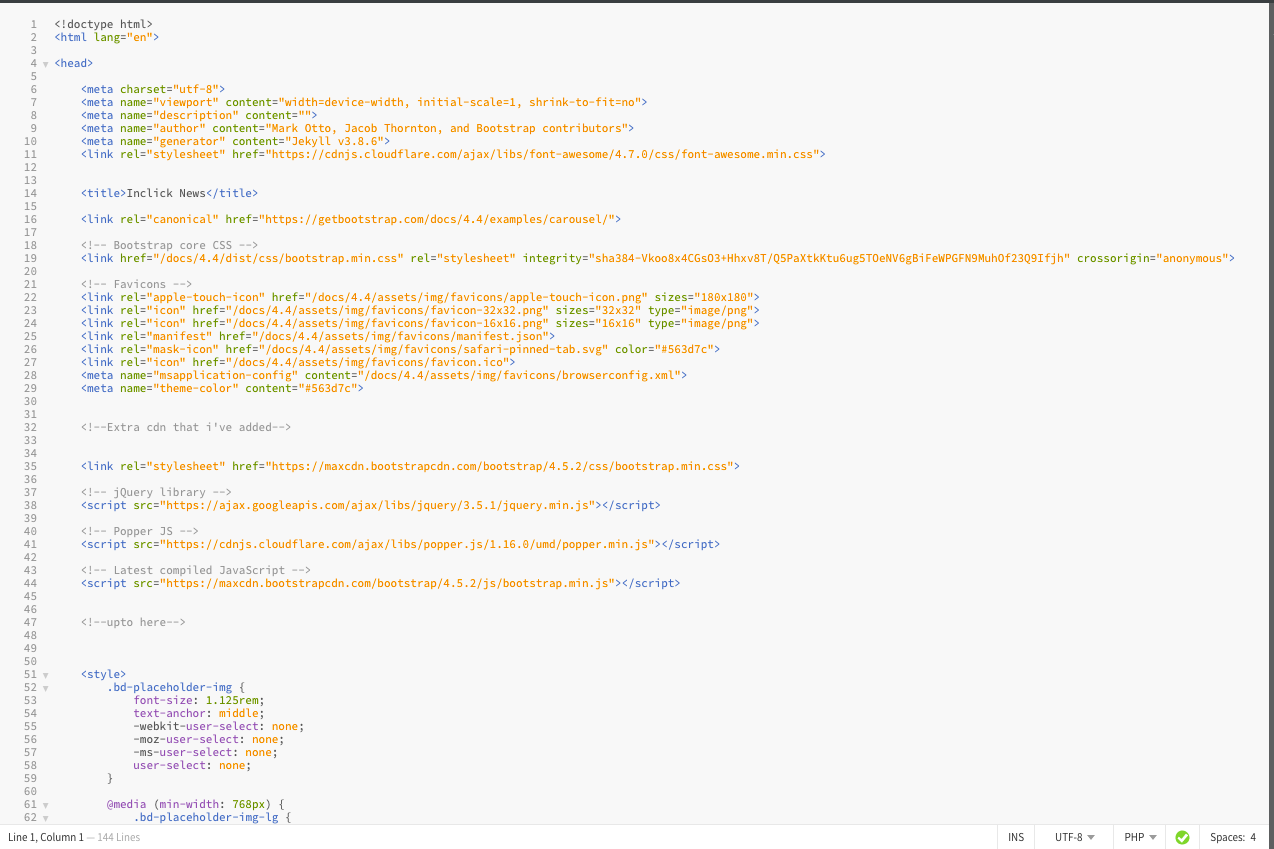 1 <!doctype html>
2 <html lang="en">
3
4 <head>
5
6 <meta charset="utf-8">
7 <meta name="viewport" content="width=device-width, initial-scale=1, shrink-to-fit=no">
8 <meta name="description" content="">
9 <meta name="author" content="Mark Otto, Jacob Thornton, and Bootstrap contributors">
10 <meta name="generator" content="Jekyll v3.8.6">
11 <link rel="stylesheet" href="https://cdnjs.cloudflare.com/ajax/libs/font-awesome/4.7.0/css/font-awesome.min.css">
12
13
14 <title>Inclick News</title>
15
16 <link rel="canonical" href="https://getbootstrap.com/docs/4.4/examples/carousel/">
17
18 <!-- Bootstrap core CSS -->
19 <link href="/docs/4.4/dist/css/bootstrap.min.css" rel="stylesheet" integrity="sha384-Vkoo8x4CGsO3+Hhxv8T/Q5PaXtkKtu6ug5TOeNV6gBiFeWPGFN9MuhOf23Q9Ifjh" crossorigin="anonymous">
20
21 <!-- Favicons -->
22 <link rel="apple-touch-icon" href="/docs/4.4/assets/img/favicons/apple-touch-icon.png" sizes="180x180">
23 <link rel="icon" href="/docs/4.4/assets/img/favicons/favicon-32x32.png" sizes="32x32" type="image/png">
24 <link rel="icon" href="/docs/4.4/assets/img/favicons/favicon-16x16.png" sizes="16x16" type="image/png">
25 <link rel="manifest" href="/docs/4.4/assets/img/favicons/manifest.json">
26 <link rel="mask-icon" href="/docs/4.4/assets/img/favicons/safari-pinned-tab.svg" color="#563d7c">
27 <link rel="icon" href="/docs/4.4/assets/img/favicons/favicon.ico">
28 <meta name="msapplication-config" content="/docs/4.4/assets/img/favicons/browserconfig.xml">
29 <meta name="theme-color" content="#563d7c">
30
31
32 <!--Extra cdn that i've added-->
33
34
35 <link rel="stylesheet" href="https://maxcdn.bootstrapcdn.com/bootstrap/4.5.2/css/bootstrap.min.css">
36
37 <!-- jQuery library -->
38 <script src="https://ajax.googleapis.com/ajax/libs/jquery/3.5.1/jquery.min.js"></script>
39
40 <!-- Popper JS -->
41 <script src="https://cdnjs.cloudflare.com/ajax/libs/popper.js/1.16.0/umd/popper.min.js"></script>
42
43 <!-- Latest compiled JavaScript -->
44 <script src="https://maxcdn.bootstrapcdn.com/bootstrap/4.5.2/js/bootstrap.min.js"></script>
45
46
47 <!--upto here-->
48
49
50
51 <style>
52 .bd-placeholder-img {
53 font-size: 1.125rem;
54 text-anchor: middle;
55 -webkit-user-select: none;
56 -moz-user-select: none;
57 -ms-user-select: none;
58 user-select: none;
59 }
60
61 @media (min-width: 768px) {
62 .bd-placeholder-img-lg {
Line 1, Column 1 — 144 Lines INS UTF-8 PHP Spaces: 4